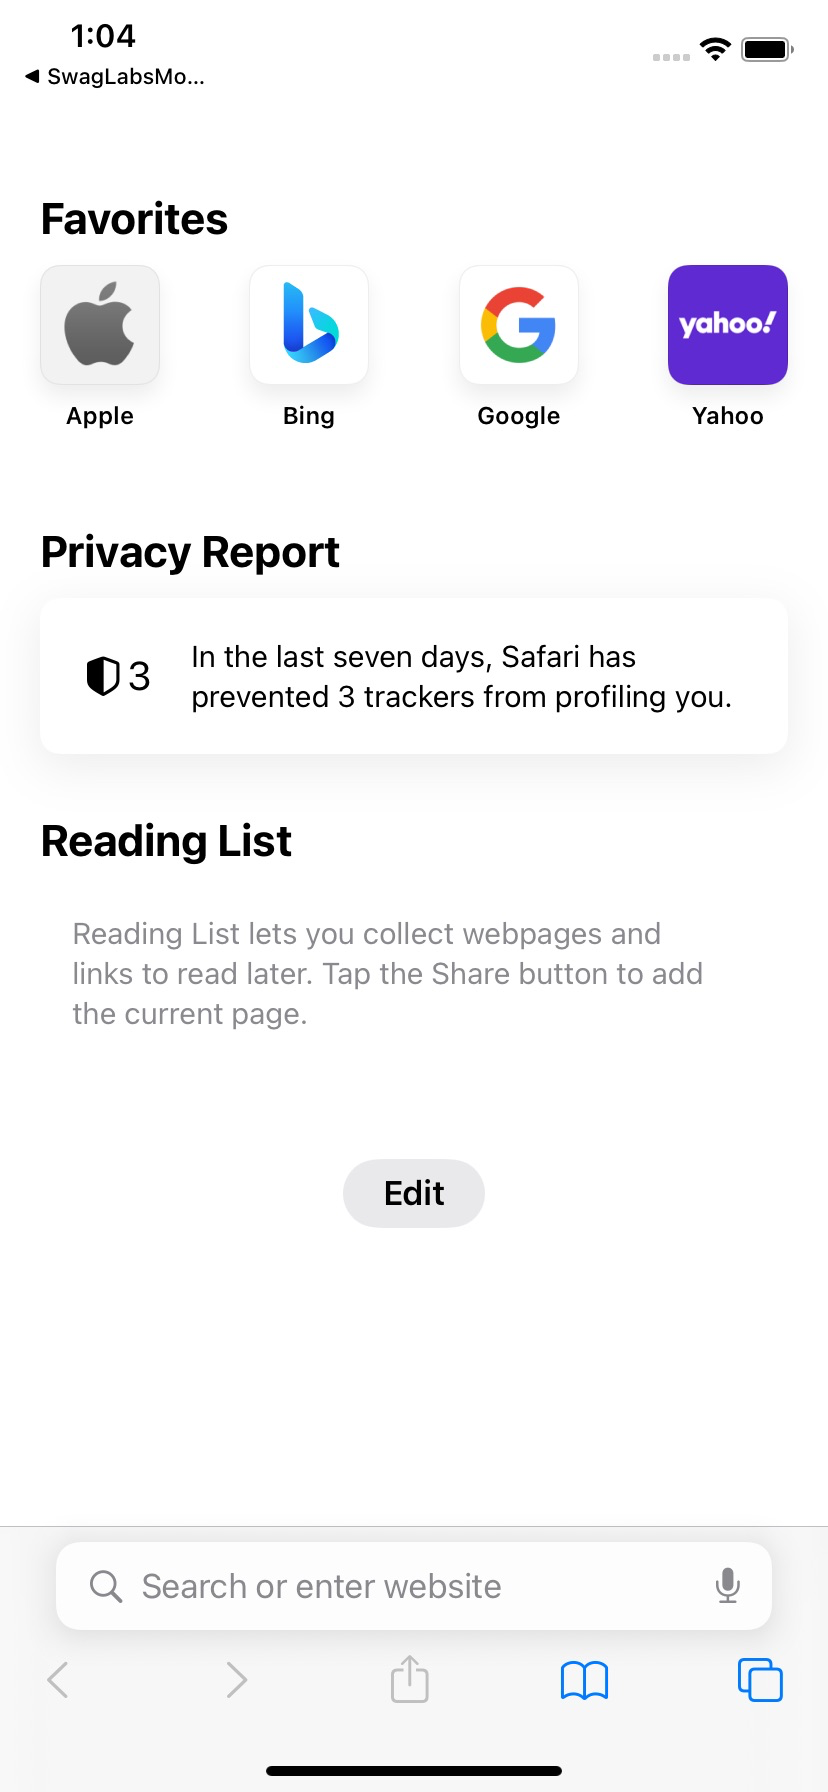 1:04
◀ SwagLabsMo...
Favorites
yahoo!
Apple
Bing
Google
Yahoo
Privacy Report
3
In the last seven days, Safari has
prevented 3 trackers from profiling you.
Reading List
Reading List lets you collect webpages and
links to read later. Tap the Share button to add
the current page.
Edit
Search or enter website